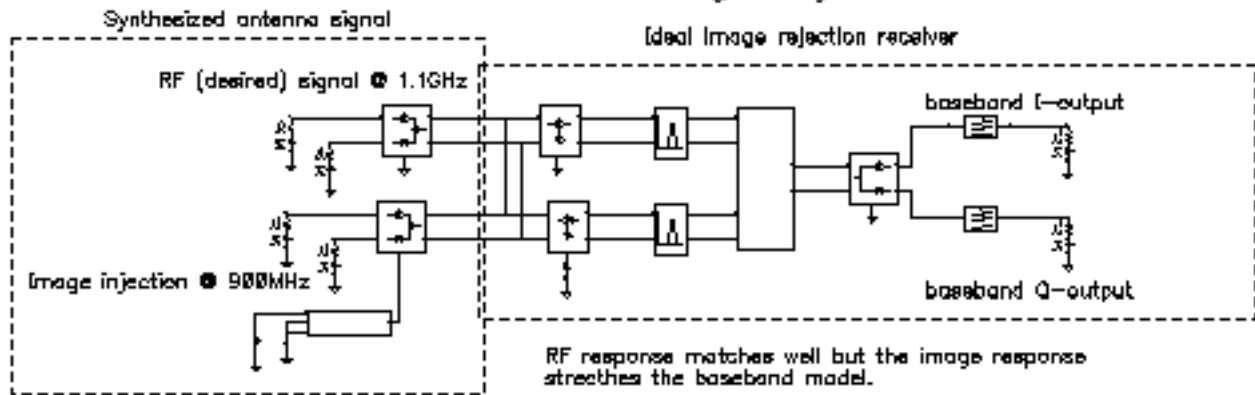 Synthesized antenna signal
Ideal image rejection receiver
RF (desired) signal @ 1.1GHz
baseband I-output
Image injection @ 900MHz
baseband Q-output
RF response matches well but the image response
strecthes the baseband model.